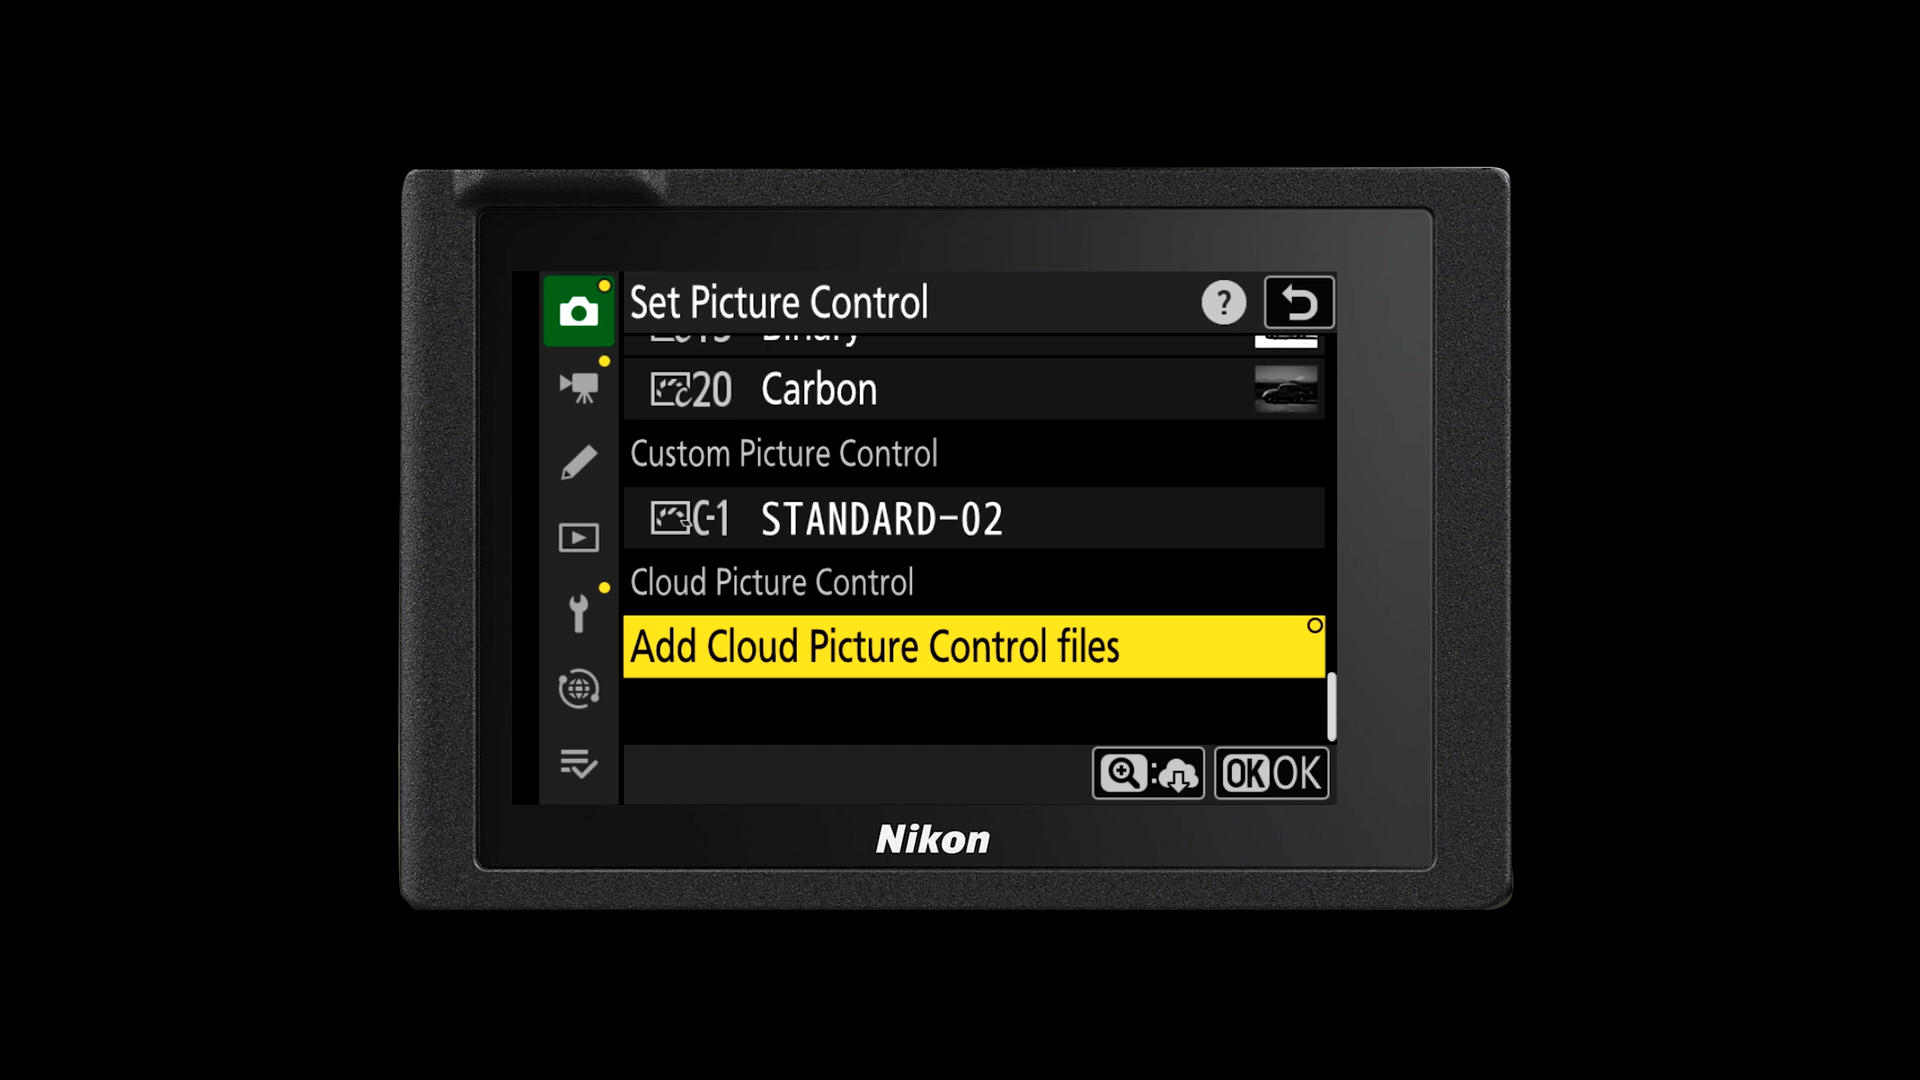 Set Picture Control
?
Binary
20 Carbon
Custom Picture Control
C-1 STANDARD-02
Cloud Picture Control
Add Cloud Picture Control files
: OK OK
Nikon